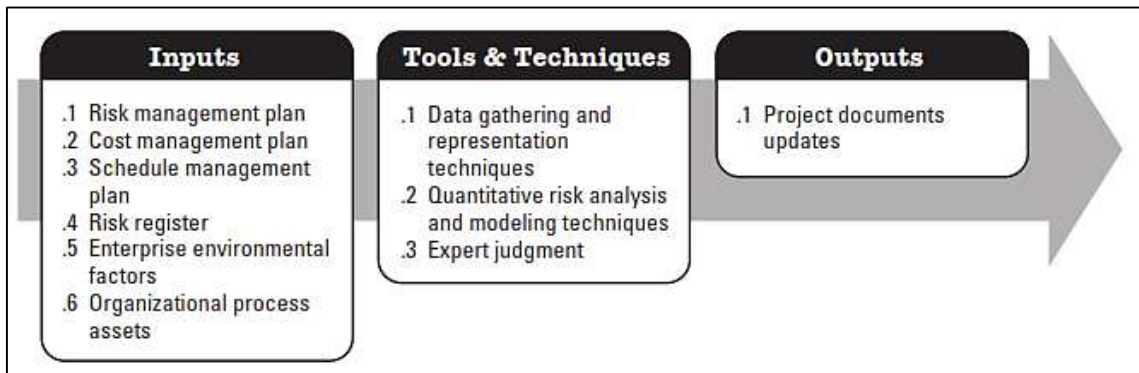 Inputs
.1 Risk management plan
.2 Cost management plan
.3 Schedule management
plan
.4 Risk register
.5 Enterprise environmental
factors
.6 Organizational process
assets
Tools & Techniques
.1 Data gathering and
representation
techniques
.2 Quantitative risk analysis
and modeling techniques
.3 Expert judgment
Outputs
.1 Project documents
updates